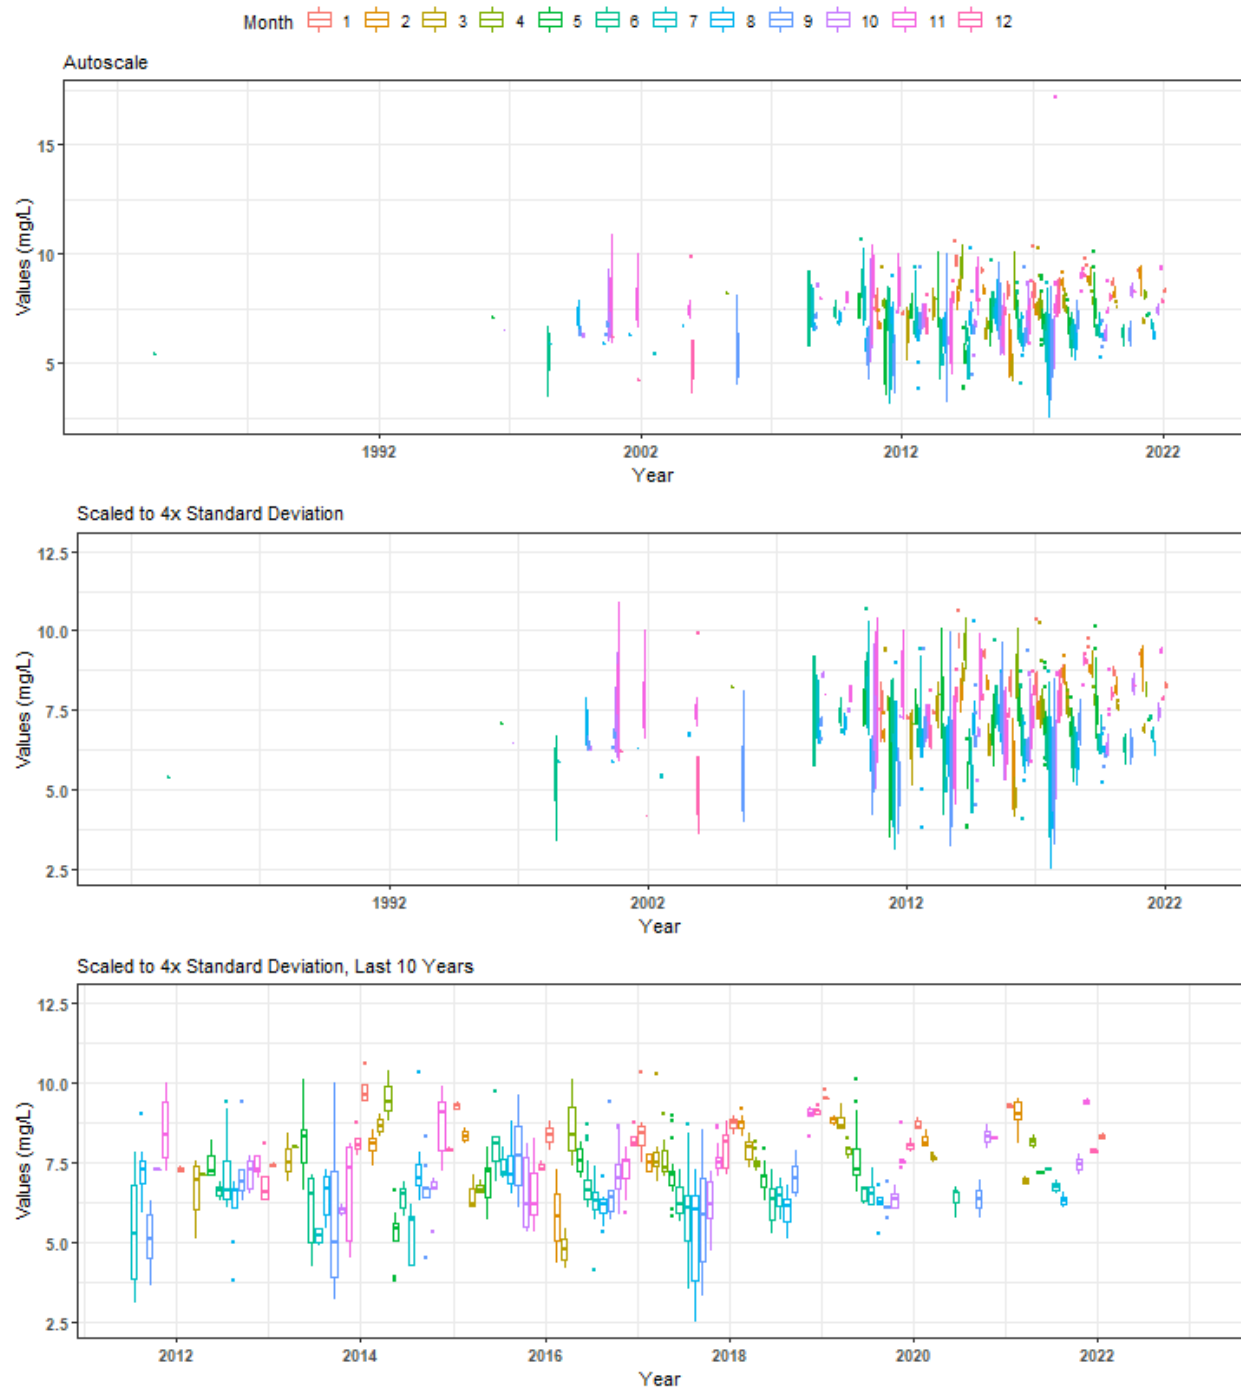 Month 1 2 3 4 5 6 7 8 9 10 11 12
Autoscale
Values (mg/L)
15
10
5
1992 2002 2012 2022
Year
Scaled to 4x Standard Deviation
Values (mg/L)
12.5
10.0
7.5
5.0
2.5
1992 2002 2012 2022
Year
Scaled to 4x Standard Deviation, Last 10 Years
Values (mg/L)
12.5
10.0
7.5
5.0
2.5
2012 2014 2016 2018 2020 2022
Year